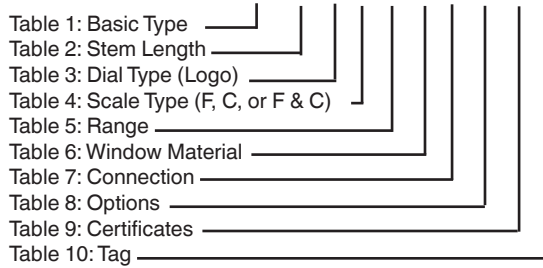 Table 1: Basic Type
Table 2: Stem Length
Table 3: Dial Type (Logo)
Table 4: Scale Type (F, C, or F & C)
Table 5: Range
Table 6: Window Material
Table 7: Connection
Table 8: Options
Table 9: Certificates
Table 10: Tag